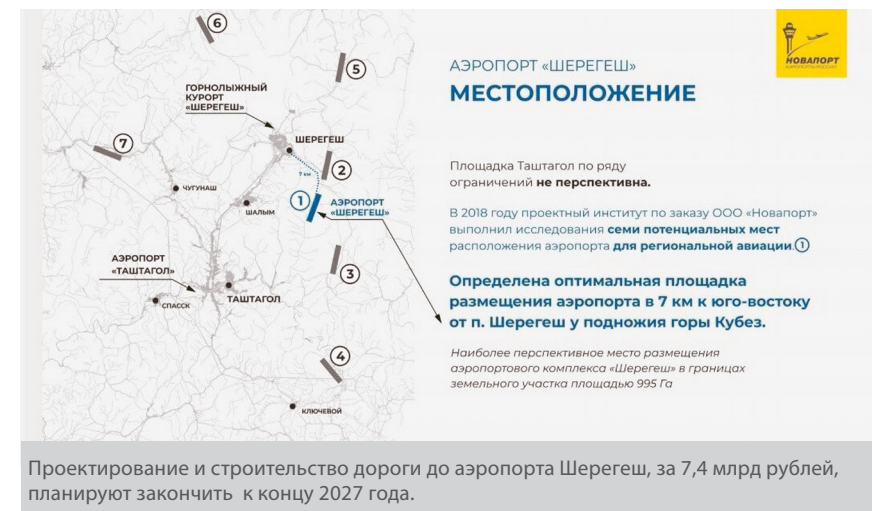 6
5
ГОРНОЛЫЖНЫЙ
КУРОРТ
«ШЕРЕГЕШ»
ШЕРЕГЕШ
7
2
7 км
ЧУГУНАШ
1
АЭРОПОРТ
«ШЕРЕГЕШ»
ШАЛЫМ
АЭРОПОРТ
«ТАШТАГОЛ»
3
ТАШТАГОЛ
СПАССК
4
КЛЮЧЕВОЙ
НОВАПОРТ
АЭРОПОРТЫ РОССИИ
АЭРОПОРТ «ШЕРЕГЕШ»
МЕСТОПОЛОЖЕНИЕ
Площадка Таштагол по ряду
ограничений не перспективна.
В 2018 году проектный институт по заказу ООО «Новапорт»
выполнил исследования семи потенциальных мест
расположения аэропорта для региональной авиации.1
Определена оптимальная площадка
размещения аэропорта в 7 км к юго-востоку
от п. Шерегеш у подножия горы Кубез.
Наиболее перспективное место размещения
аэропортового комплекса «Шерегеш» в границах
земельного участка площадью 995 Га
Проектирование и строительство дороги до аэропорта Шерегеш, за 7,4 млрд рублей,
планируют закончить к концу 2027 года.